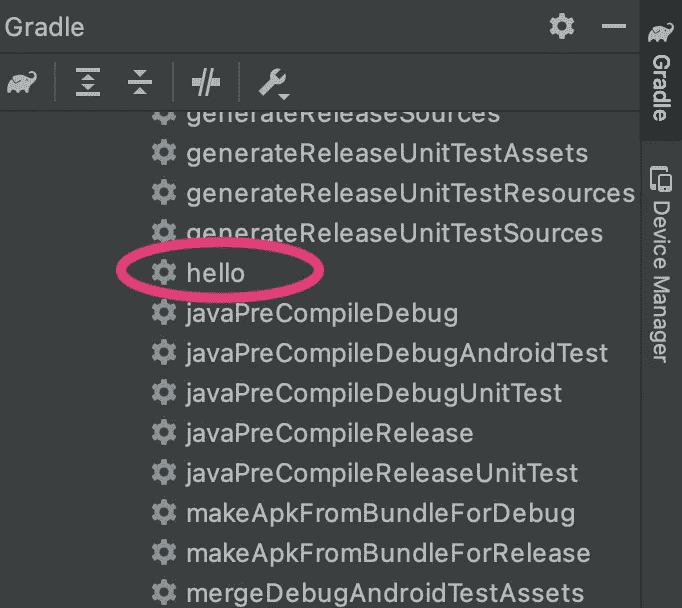 Gradle
generateReleaseSources
generateReleaseUnitTestAssets
generateReleaseUnitTestResources
generateReleaseUnitTestSources
hello
javaPreCompileDebug
javaPreCompileDebugAndroidTest
javaPreCompileDebugUnitTest
javaPreCompileRelease
javaPreCompileReleaseUnitTest
makeApkFromBundleForDebug
makeApkFromBundleForRelease
mergeDebugAndroidTestAssets
Gradle
Device Manager